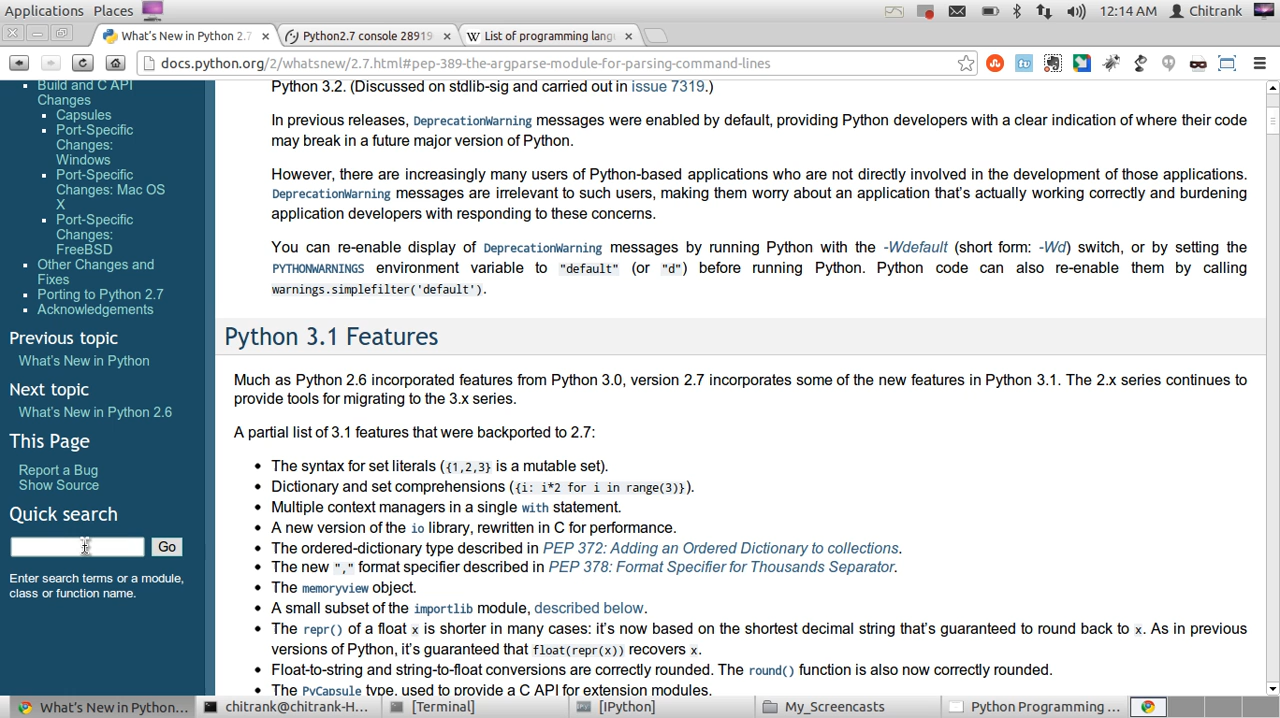 Applications Places 12:14 AM Chitrank
What's New in Python 2.7 × Python2.7 console 28919 × List of programming lang ×
docs.python.org/2/whatsnew/2.7.html#pep-389-the-argparse-module-for-parsing-command-lines
Build and C API
Changes
Capsules
Port-Specific
Changes:
Windows
Port-Specific
Changes: Mac OS
X
Port-Specific
Changes:
FreeBSD
Other Changes and
Fixes
Porting to Python 2.7
Acknowledgements
Previous topic
What's New in Python
Next topic
What's New in Python 2.6
This Page
Report a Bug
Show Source
Quick search
Go
Enter search terms or a module,
class or function name.
Python 3.2. (Discussed on stdlib-sig and carried out in issue 7319.)
In previous releases, DeprecationWarning messages were enabled by default, providing Python developers with a clear indication of where their code
may break in a future major version of Python.
However, there are increasingly many users of Python-based applications who are not directly involved in the development of those applications.
DeprecationWarning messages are irrelevant to such users, making them worry about an application that's actually working correctly and burdening
application developers with responding to these concerns.
You can re-enable display of DeprecationWarning messages by running Python with the -Wdefault (short form: -Wd) switch, or by setting the
PYTHONWARNINGS environment variable to "default" (or "d") before running Python. Python code can also re-enable them by calling
warnings.simplefilter('default').
Python 3.1 Features
Much as Python 2.6 incorporated features from Python 3.0, version 2.7 incorporates some of the new features in Python 3.1. The 2.x series continues to
provide tools for migrating to the 3.x series.
A partial list of 3.1 features that were backported to 2.7:
• The syntax for set literals ({1,2,3} is a mutable set).
• Dictionary and set comprehensions ({i: i*2 for i in range(3)}).
• Multiple context managers in a single with statement.
• A new version of the io library, rewritten in C for performance.
• The ordered-dictionary type described in PEP 372: Adding an Ordered Dictionary to collections.
• The new "," format specifier described in PEP 378: Format Specifier for Thousands Separator.
• The memoryview object.
• A small subset of the importlib module, described below.
• The repr() of a float x is shorter in many cases: it's now based on the shortest decimal string that's guaranteed to round back to x. As in previous
versions of Python, it's guaranteed that float(repr(x)) recovers x.
• Float-to-string and string-to-float conversions are correctly rounded. The round() function is also now correctly rounded.
• The PyCapsule type, used to provide a C API for extension modules.
What's New in Python... chitrank@chitrank-H... [Terminal] [IPython] My_Screencasts Python Programming ...